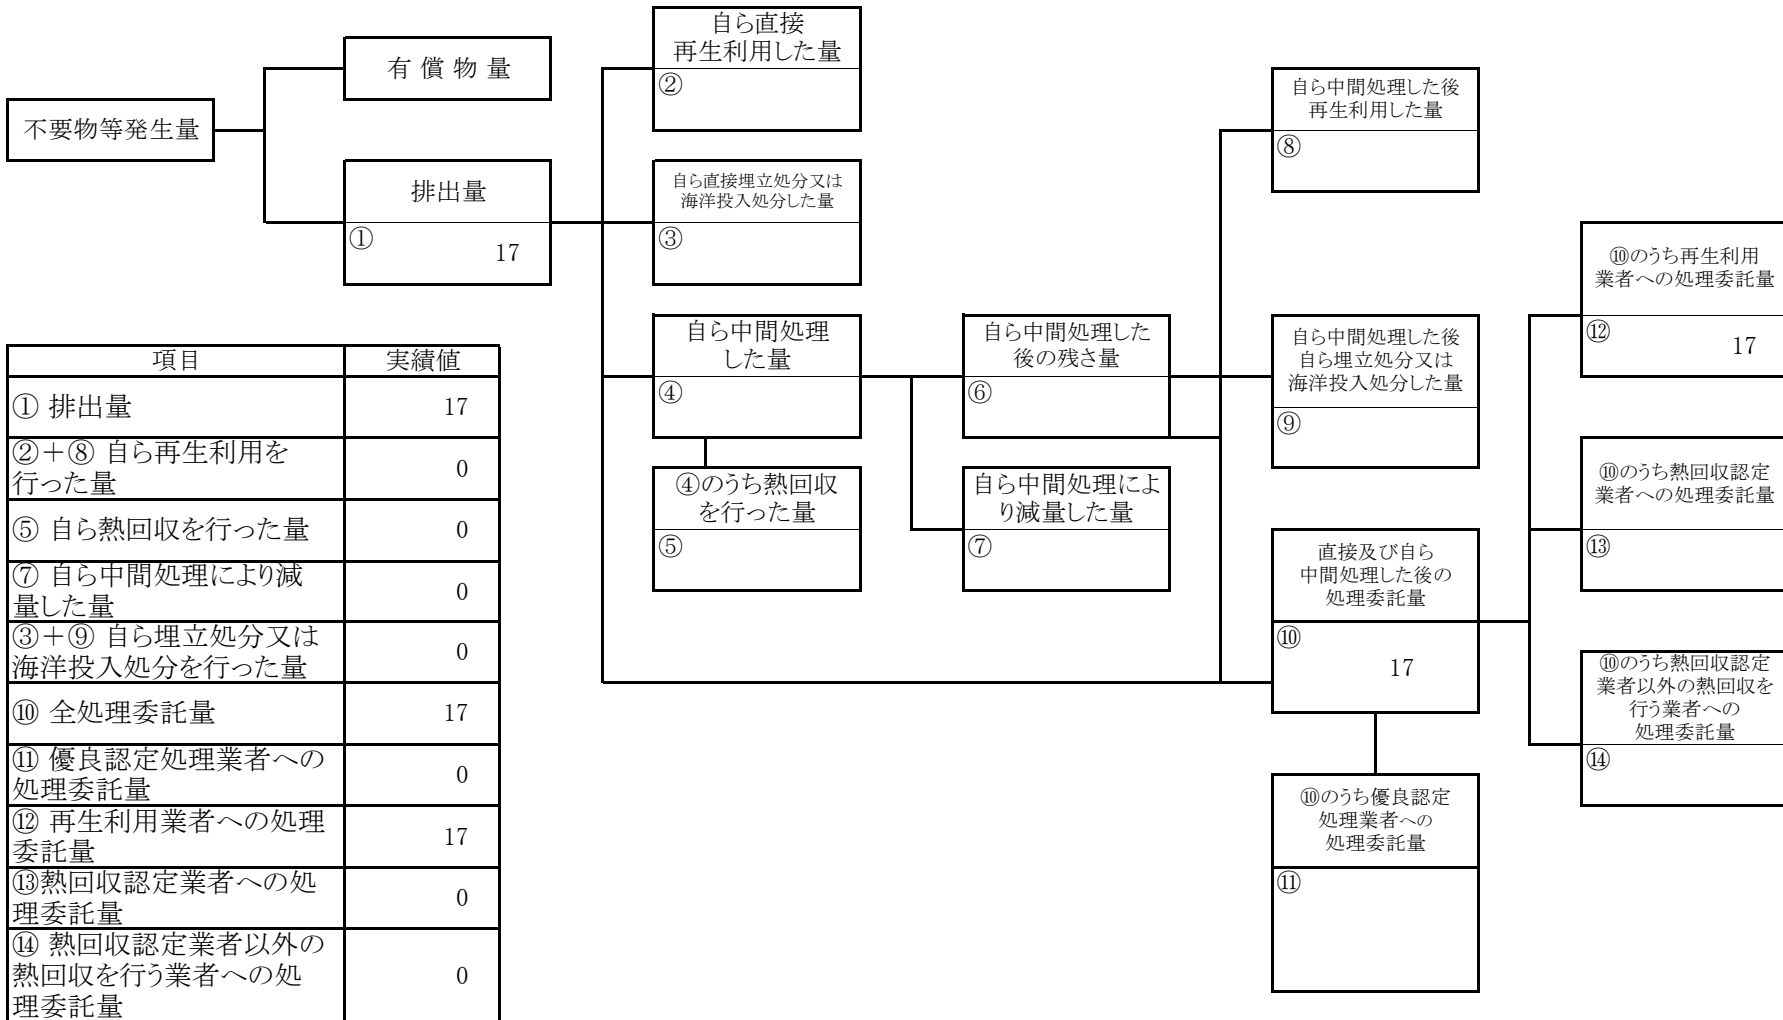 不要物等発生量
有 償 物 量
排出量
①
17
自ら直接
再生利用した量
②
自ら直接埋立処分又は
海洋投入処分した量
③
自ら中間処理
した量
④
④のうち熱回収
を行った量
⑤
自ら中間処理した
後の残さ量
⑥
自ら中間処理によ
り減量した量
⑦
自ら中間処理した後
再生利用した量
⑧
自ら中間処理した後
自ら埋立処分又は
海洋投入処分した量
⑨
直接及び自ら
中間処理した後の
処理委託量
⑩
17
⑩のうち優良認定
処理業者への
処理委託量
⑪
⑩のうち再生利用
業者への処理委託量
⑫
17
⑩のうち熱回収認定
業者への処理委託量
⑬
⑩のうち熱回収認定
業者以外の熱回収を
行う業者への
処理委託量
⑭
項目 実績値
① 排出量 17
②+⑧ 自ら再生利用を
行った量 0
⑤ 自ら熱回収を行った量 0
⑦ 自ら中間処理により減
量した量 0
③+⑨ 自ら埋立処分又は
海洋投入処分を行った量 0
⑩ 全処理委託量 17
⑪ 優良認定処理業者への
処理委託量 0
⑫ 再生利用業者への処理
委託量 17
⑬熱回収認定業者への処
理委託量 0
⑭ 熱回収認定業者以外の
熱回収を行う業者への処
理委託量 0